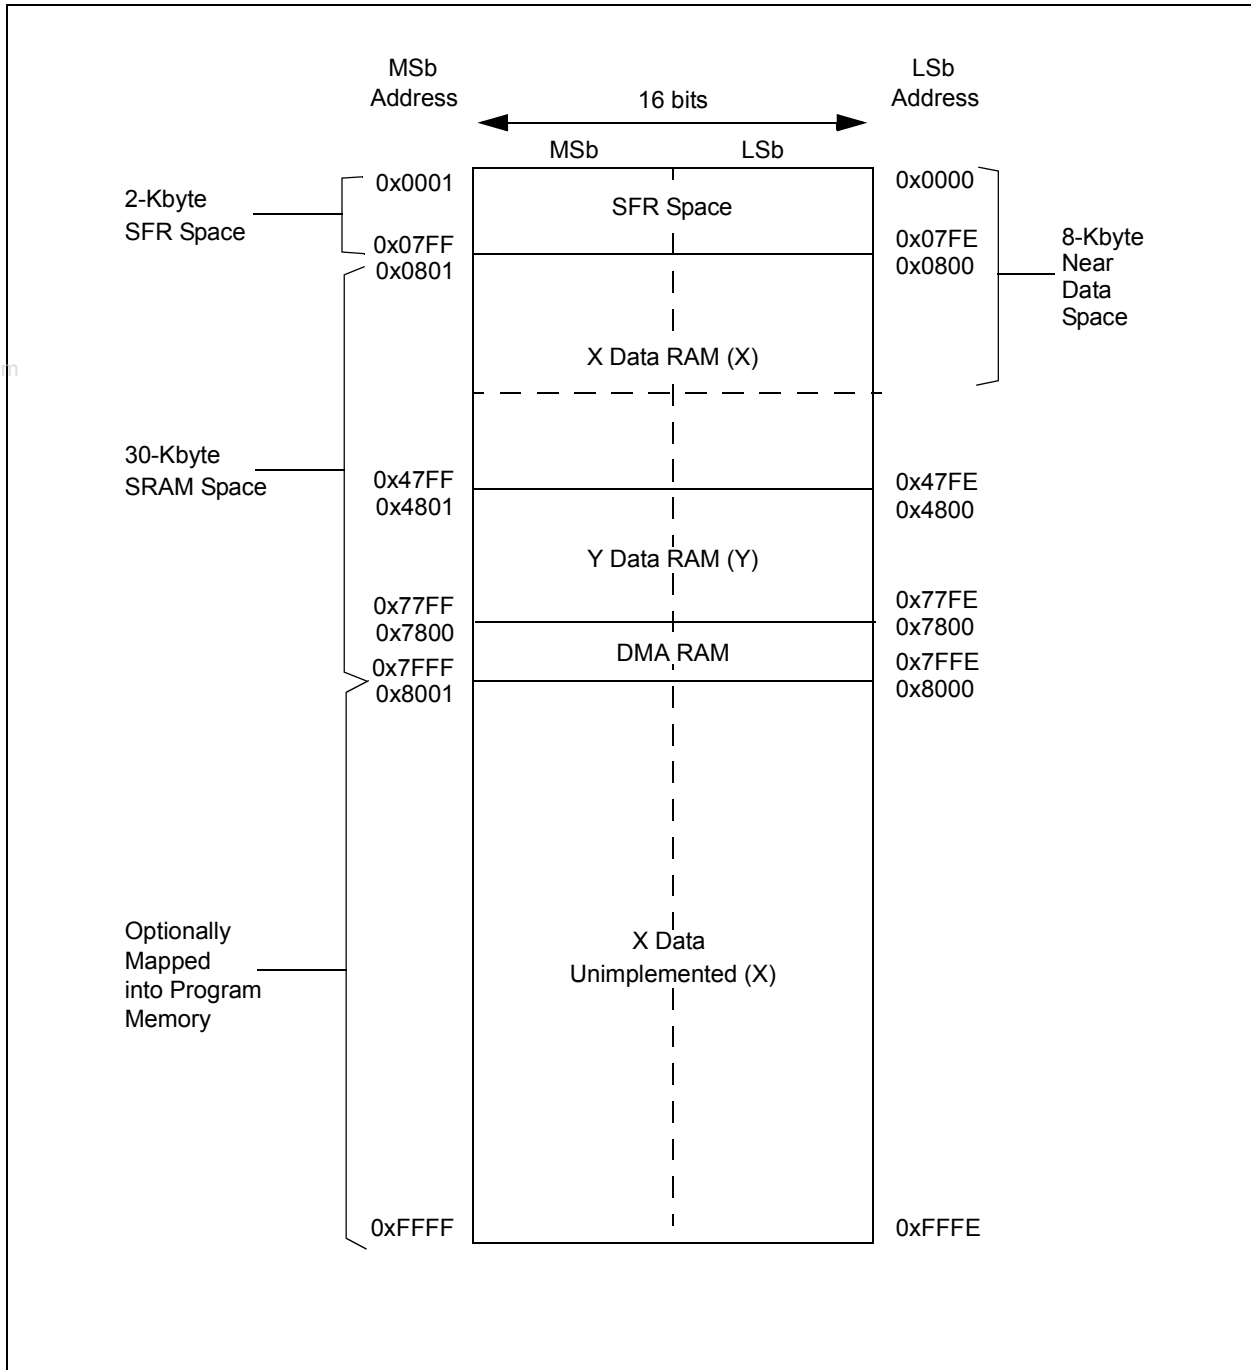 MSb
Address
LSb
Address
16 bits
MSb
LSb
2-Kbyte
SFR Space
0x0001
0x07FF
0x0801
SFR Space
0x0000
0x07FE
0x0800
8-Kbyte
Near
Data
Space
X Data RAM (X)
m
30-Kbyte
SRAM Space
0x47FF
0x4801
0x47FE
0x4800
Y Data RAM (Y)
0x77FF
0x7800
0x77FE
0x7800
DMA RAM
0x7FFF
0x8001
0x7FFE
0x8000
Optionally
Mapped
into Program
Memory
X Data
Unimplemented (X)
0xFFFF
0xFFFE